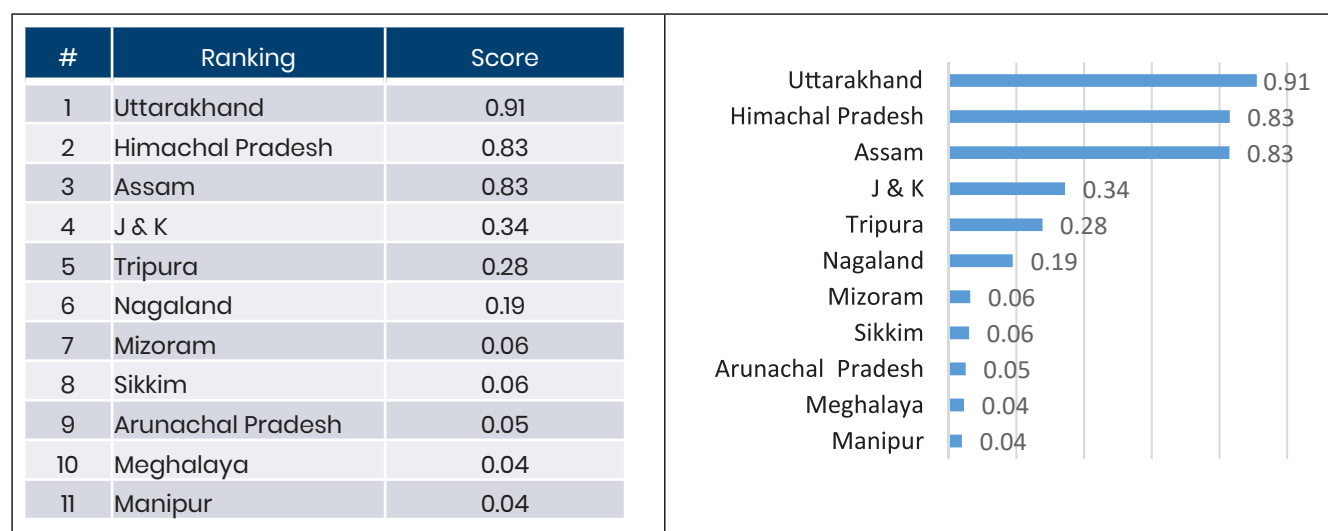 # Ranking Score
1 Uttarakhand 0.91
2 Himachal Pradesh 0.83
3 Assam 0.83
4 J & K 0.34
5 Tripura 0.28
6 Nagaland 0.19
7 Mizoram 0.06
8 Sikkim 0.06
9 Arunachal Pradesh 0.05
10 Meghalaya 0.04
11 Manipur 0.04
Uttarakhand 0.91
Himachal Pradesh 0.83
Assam 0.83
J & K 0.34
Tripura 0.28
Nagaland 0.19
Mizoram 0.06
Sikkim 0.06
Arunachal Pradesh 0.05
Meghalaya 0.04
Manipur 0.04